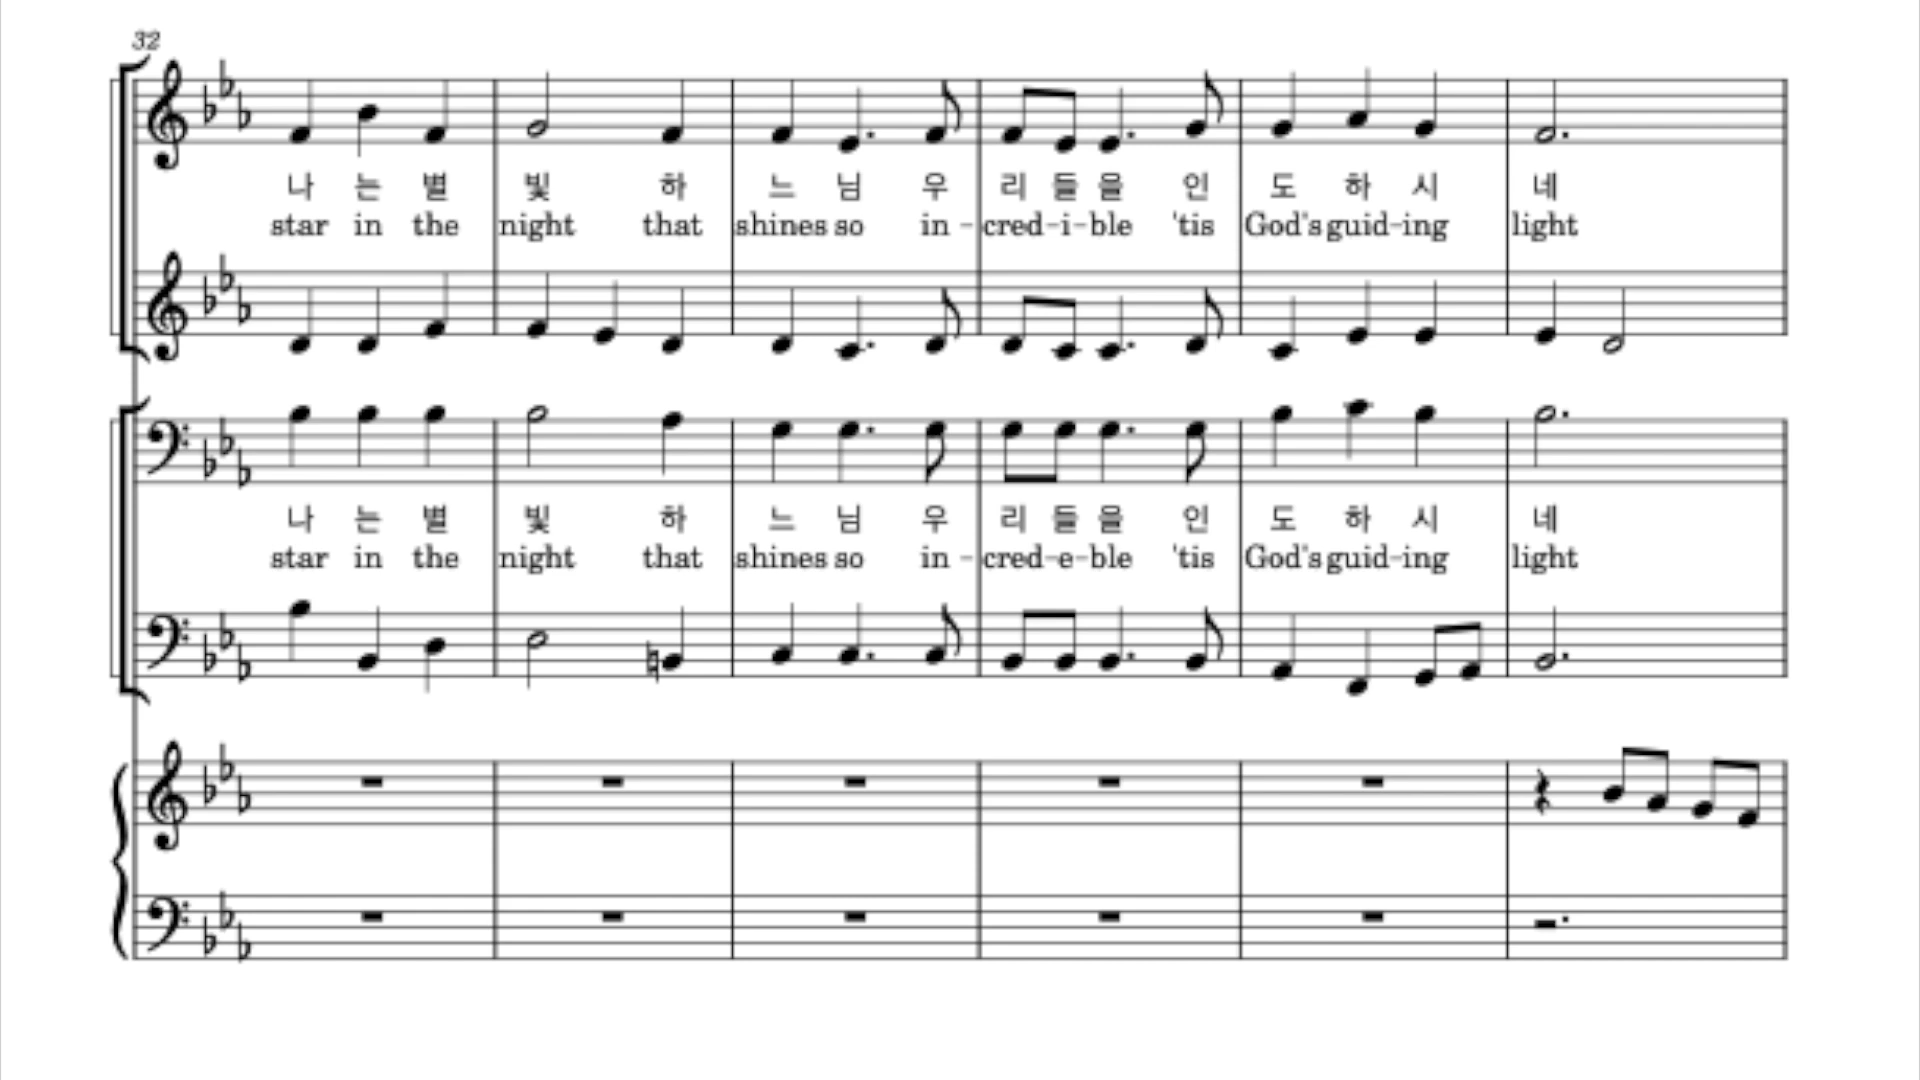 32
나 는 별 빛 하 느 님 우 리 들 을 인 도 하 시 네
star in the night that shines so in - cred - i - ble 'tis God's guid - ing light
나 는 별 빛 하 느 님 우 리 들 을 인 도 하 시 네
star in the night that shines so in - cred - e - ble 'tis God's guid - ing light